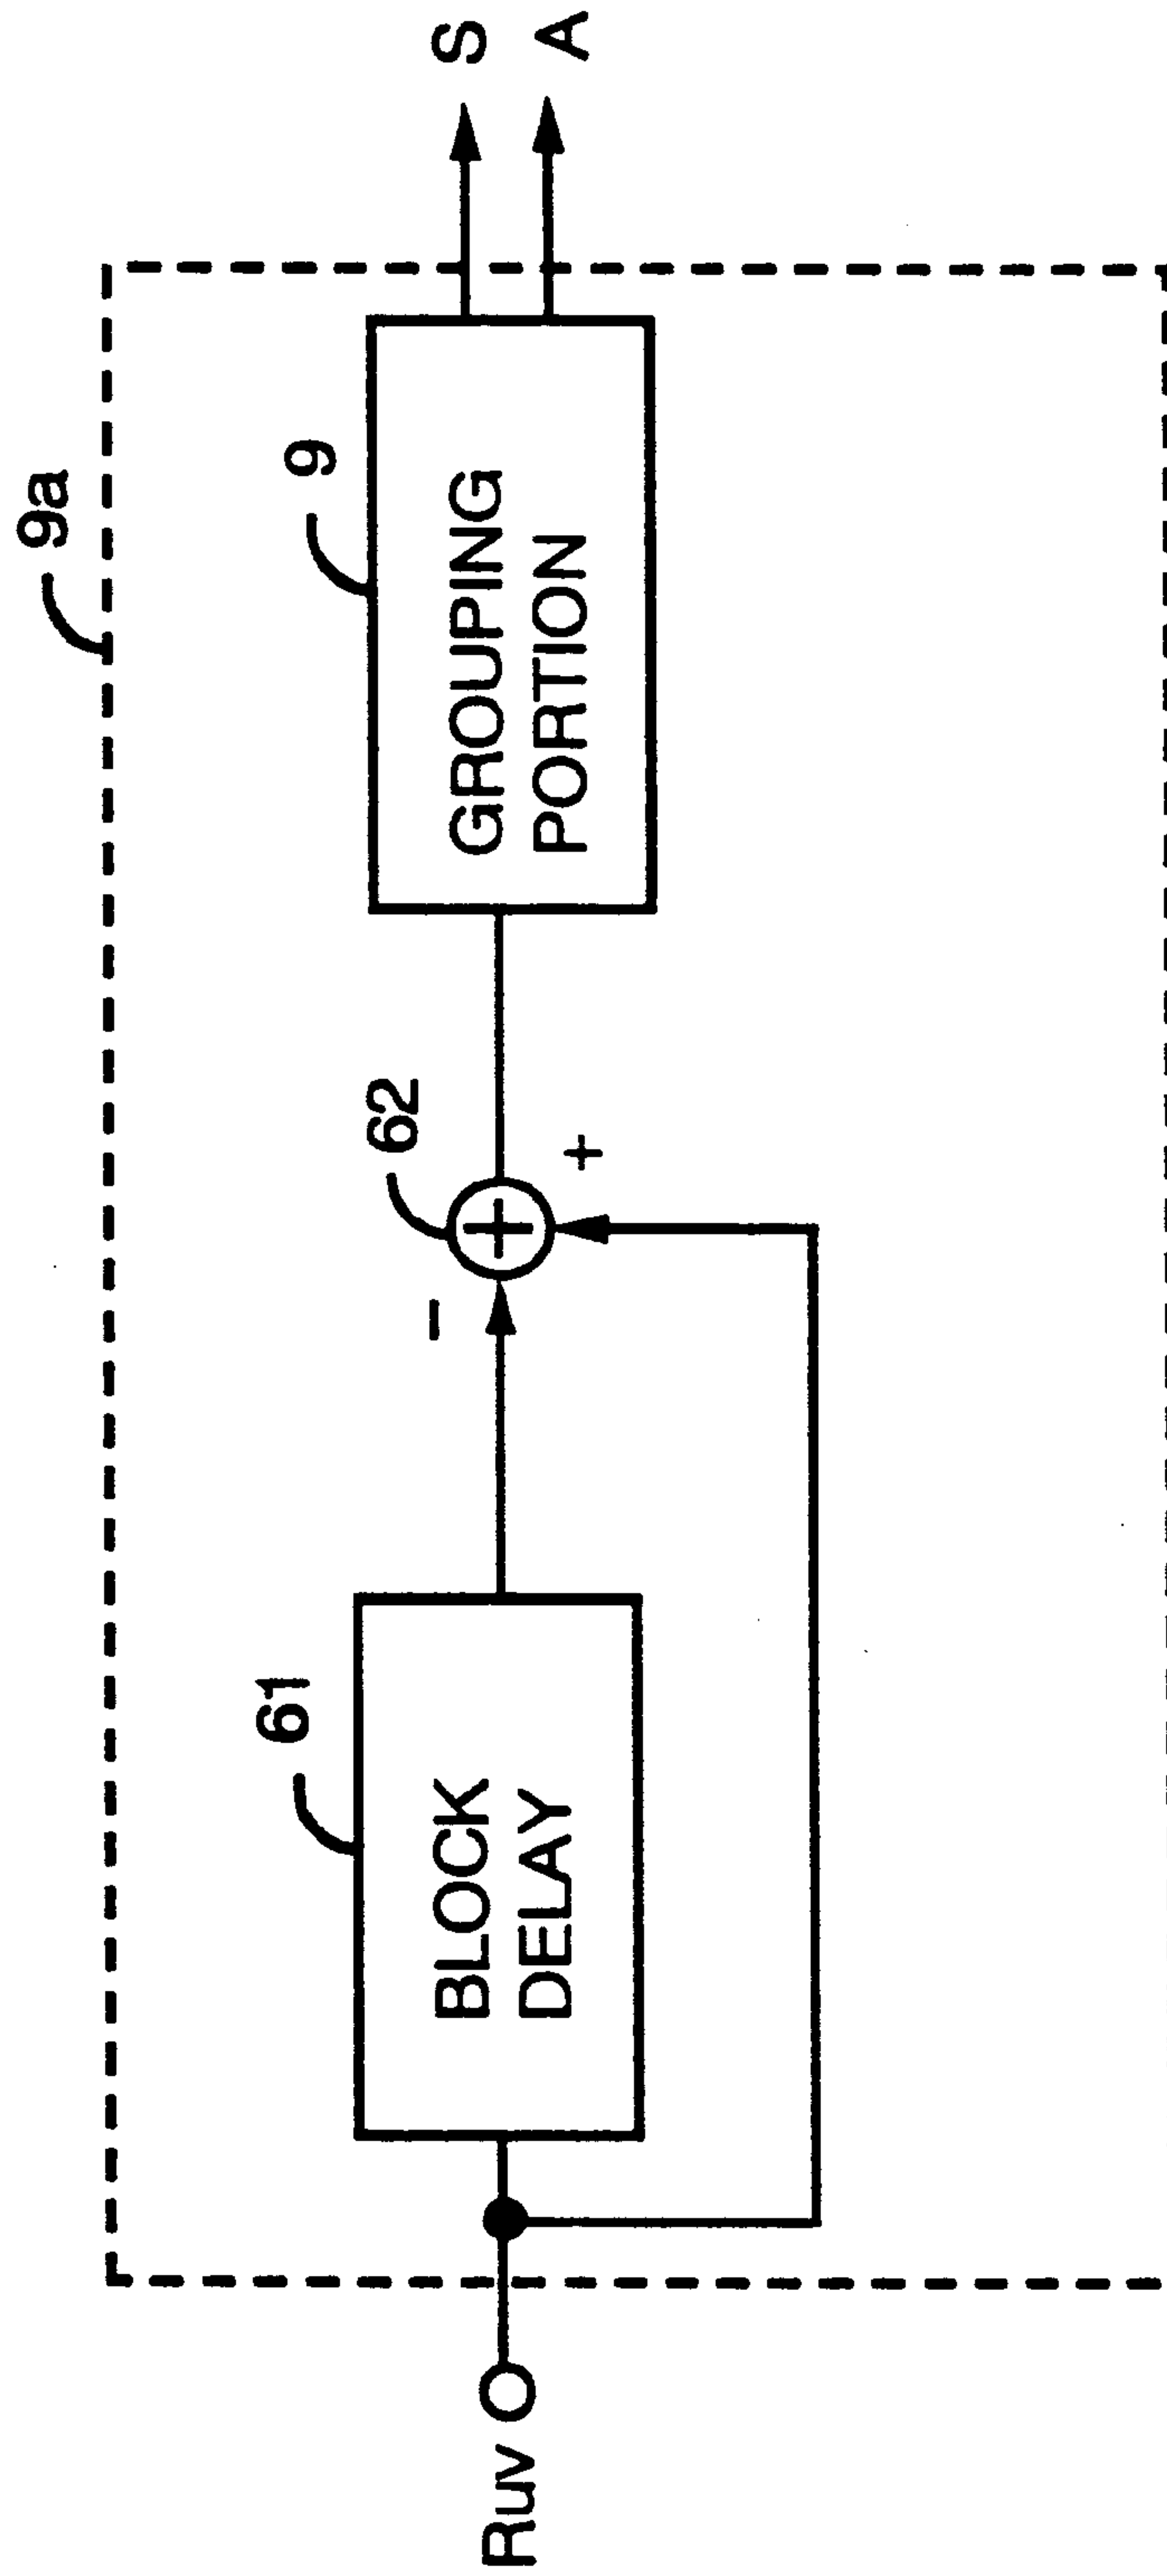 9a
Ruv
61
BLOCK
DELAY
−
62
+
9
GROUPING
PORTION
S
A